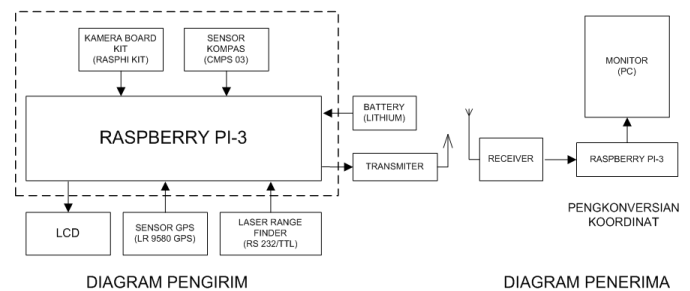 KAMERA BOARD
KIT
(RASPHI KIT)
SENSOR
KOMPAS
(CMPS 03)
RASPBERRY PI-3
BATTERY
(LITHIUM)
TRANSMITER
LCD
SENSOR GPS
(LR 9580 GPS)
LASER RANGE
FINDER
(RS 232/TTL)
DIAGRAM PENGIRIM
MONITOR
(PC)
RECEIVER
RASPBERRY PI-3
PENGKONVERSIAN
KOORDINAT
DIAGRAM PENERIMA